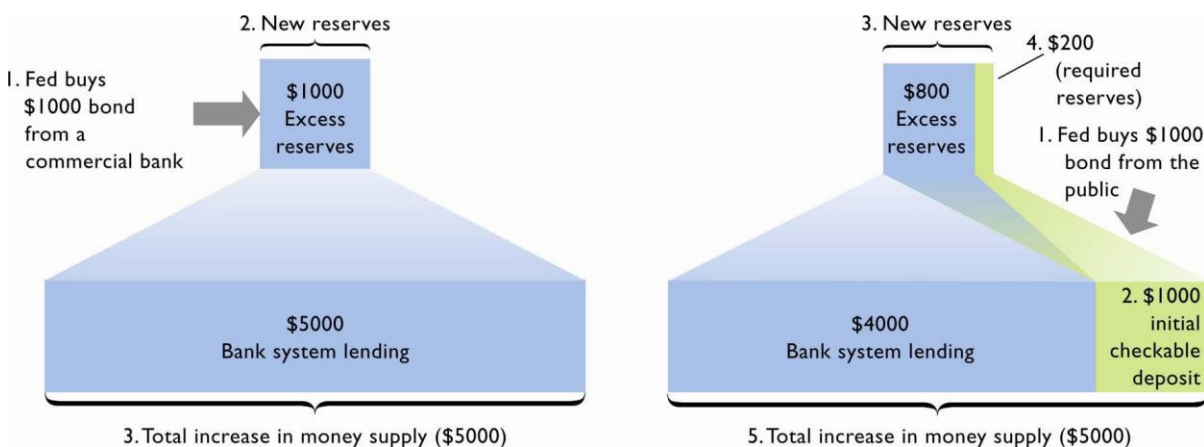 2. New reserves
1. Fed buys
$1000 bond
from a
commercial bank
$1000
Excess
reserves
$5000
Bank system lending
3. Total increase in money supply ($5000)
3. New reserves
4. $200
(required
reserves)
$800
Excess
reserves
1. Fed buys $1000
bond from the
public
$4000
Bank system lending
2. $1000
initial
checkable
deposit
5. Total increase in money supply ($5000)